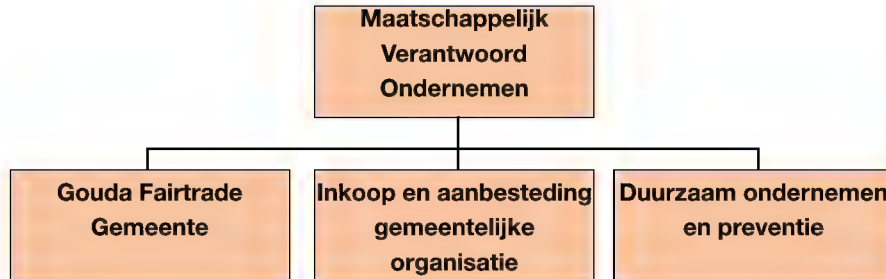 Maatschappelijk
Verantwoord
Ondernemen
Gouda Fairtrade
Gemeente
Inkoop en aanbesteding
gemeentelijke
organisatie
Duurzaam ondernemen
en preventie